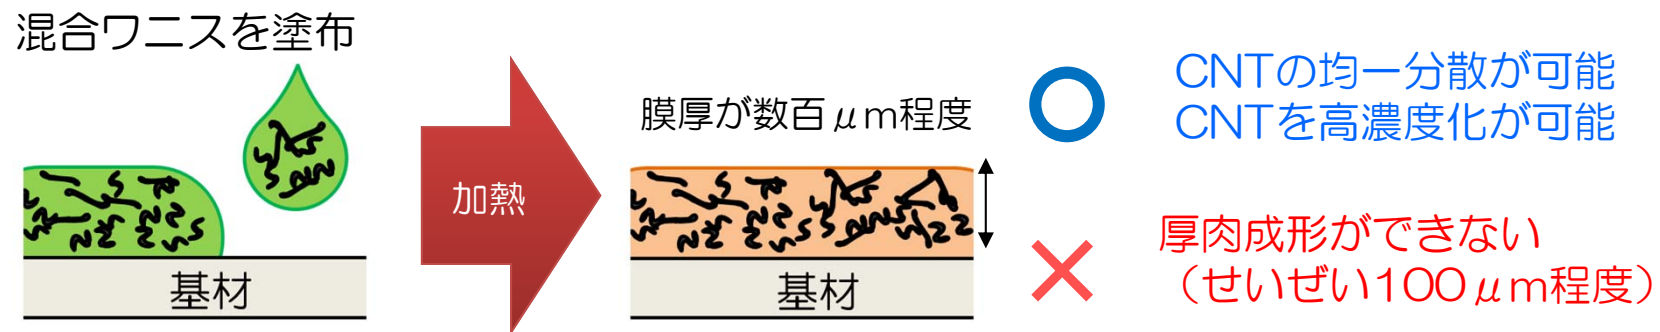 混合ワニスを塗布
基材
加熱
膜厚が数百μm程度
基材
CNTの均一分散が可能
CNTを高濃度化が可能
厚肉成形ができない
（せいぜい100μm程度）